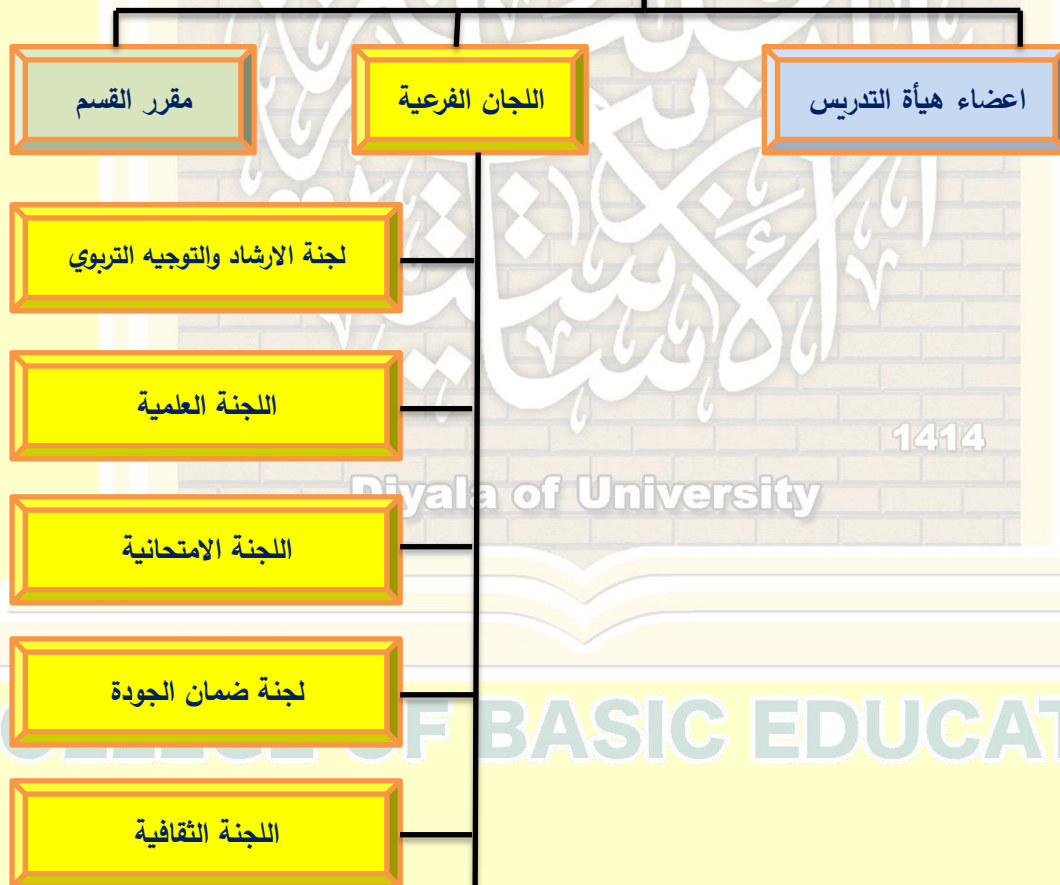 اعضاء هيأة التدريس
اللجان الفرعية
مقرر القسم
لجنة الارشاد والتوجيه التربوي
اللجنة العلمية
1414
Diyala of University
اللجنة الامتحانية
لجنة ضمان الجودة
OF BASIC
اللجنة الثقافية